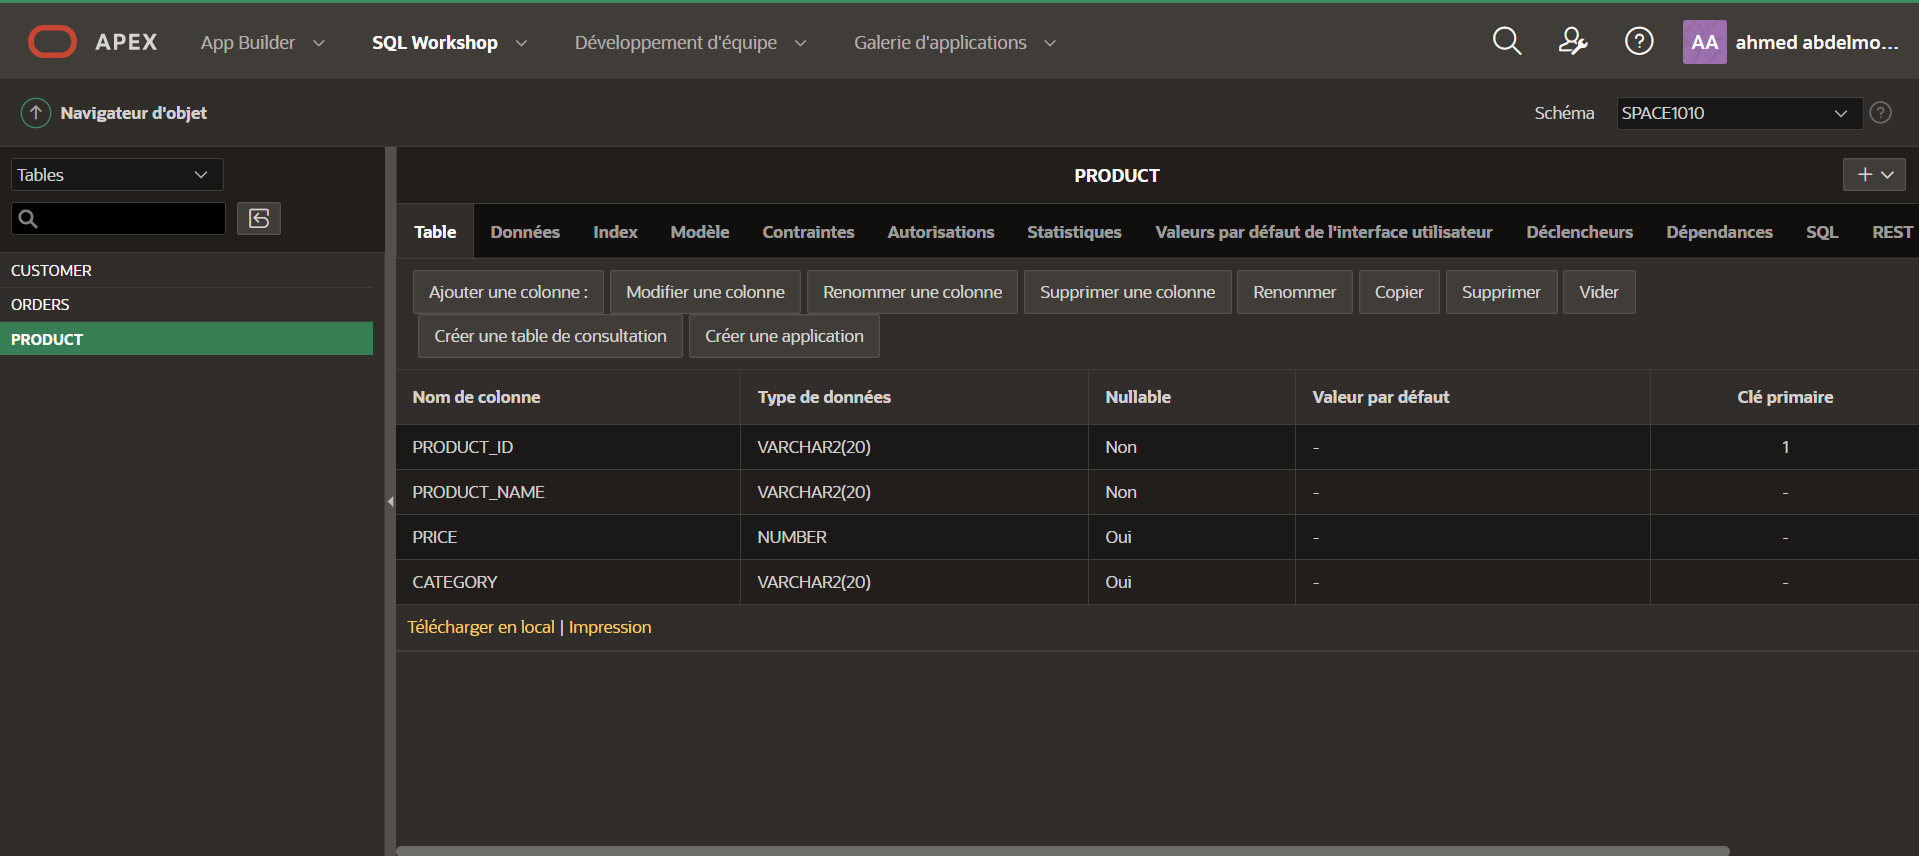 APEX App Builder SQL Workshop Développement d'équipe Galerie d'applications AA ahmed abdelmo...
Navigateur d'objet Schéma SPACE1010
Tables
PRODUCT
Table Données Index Modèle Contraintes Autorisations Statistiques Valeurs par défaut de l'interface utilisateur Déclencheurs Dépendances SQL REST
CUSTOMER
ORDERS
PRODUCT
Ajouter une colonne : Modifier une colonne Renommer une colonne Supprimer une colonne Renommer Copier Supprimer Vider
Créer une table de consultation Créer une application
Nom de colonne Type de données Nullable Valeur par défaut Clé primaire
PRODUCT_ID VARCHAR2(20) Non - 1
PRODUCT_NAME VARCHAR2(20) Non - -
PRICE NUMBER Oui - -
CATEGORY VARCHAR2(20) Oui - -
Télécharger en local | Impression